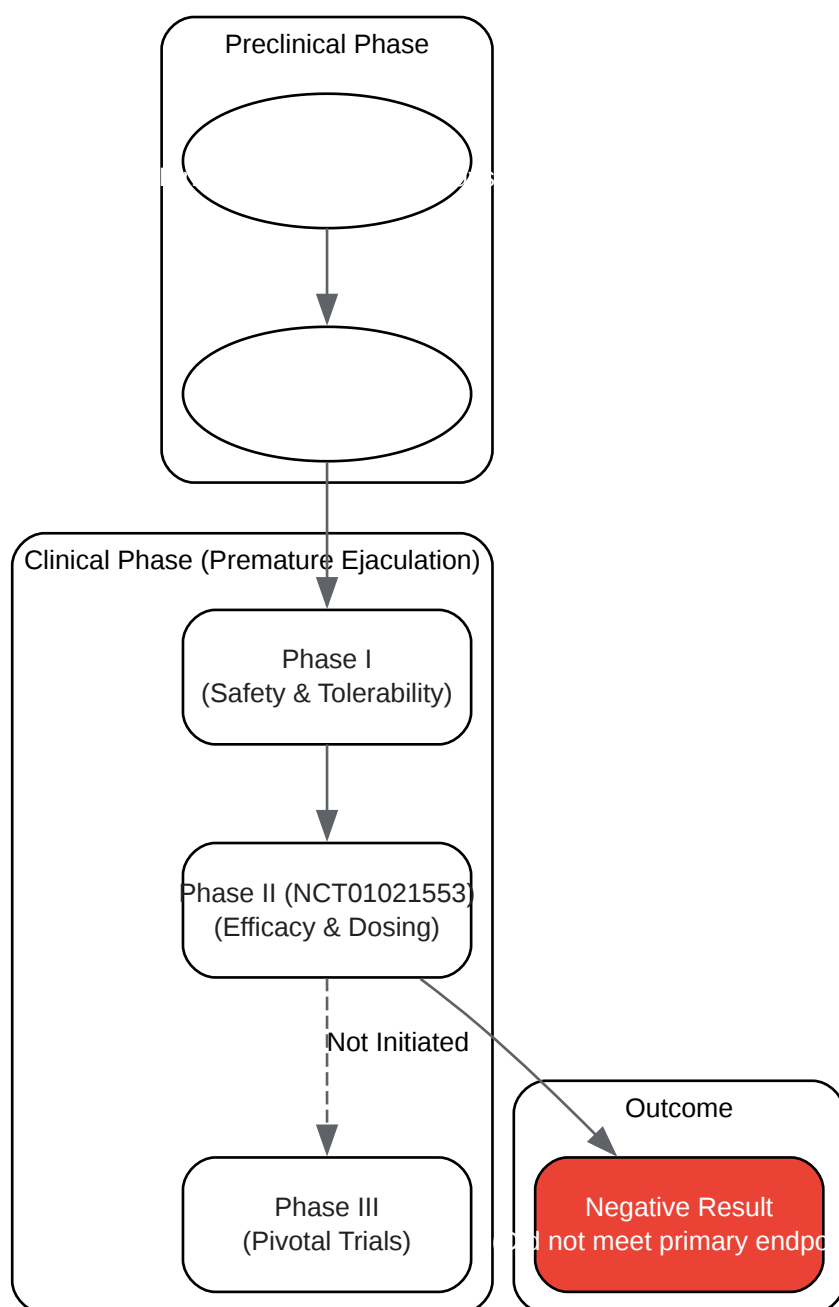 Preclinical Phase
Clinical Phase (Premature Ejaculation)
Phase I
(Safety & Tolerability)
Phase II (NCT01021553)
(Efficacy & Dosing)
Not Initiated
Outcome
Phase III
(Pivotal Trials)
Negative Result
not meet primary